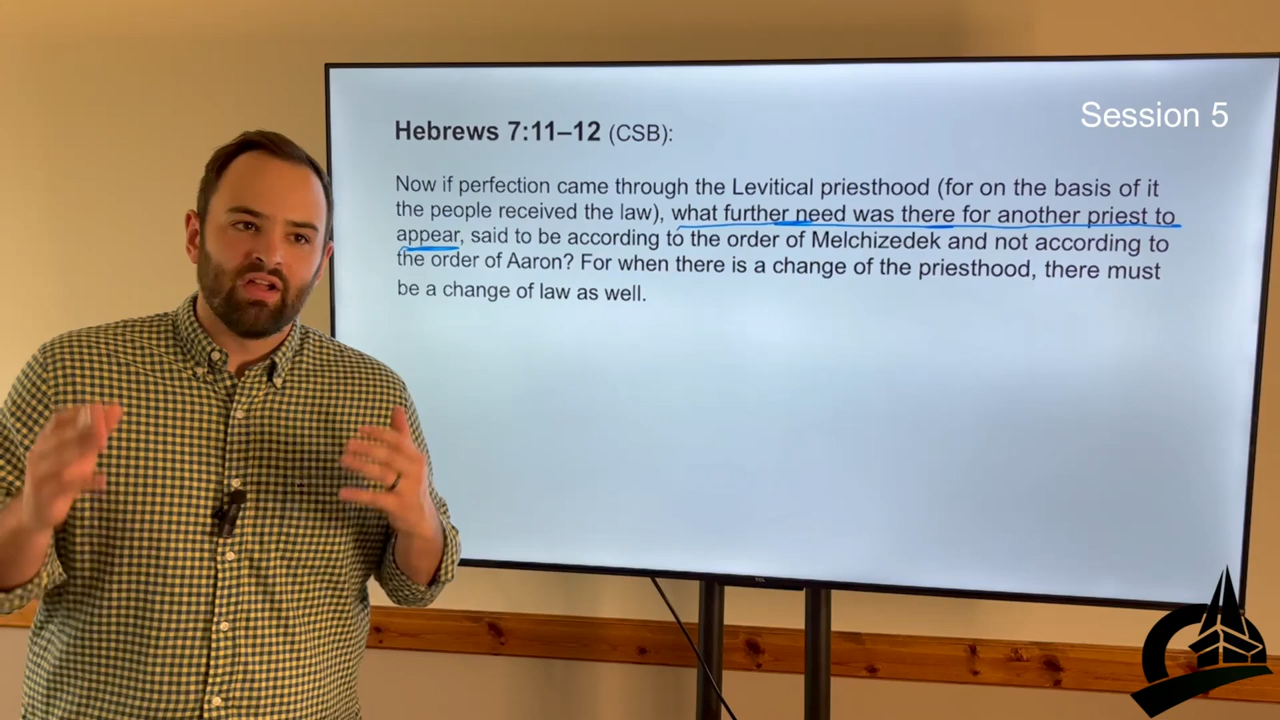 Session 5
Hebrews 7:11–12 (CSB):
Now if perfection came through the Levitical priesthood (for on the basis of it
the people received the law), what further need was there for another priest to
appear, said to be according to the order of Melchizedek and not according to
the order of Aaron? For when there is a change of the priesthood, there must
be a change of law as well.
TCL